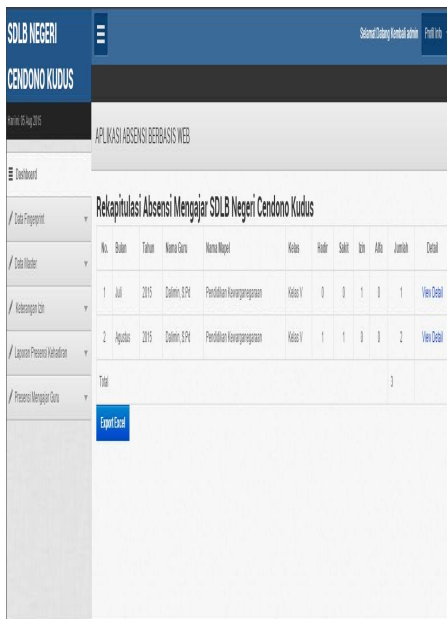 SDLB NEGERI
CENDONO KUDUS
Selamat Datang Kembali admin
Profil Info
Hari ini: 05 Aug 2015
APLIKASI ABSENSI BERBASIS WEB
Dashboard
Data Fingerprint
Data Master
Keterangan Izin
Laporan Presensi Kehadiran
Presensi Mengajar Guru
Rekapitulasi Absensi Mengajar SDLB Negeri Cendono Kudus
No. Bulan Tahun Nama Guru Nama Mapel Kelas Hadir Sakit Izin Alfa Jumlah Detail
1 Juli 2015 Dalimin, S.Pd Pendidikan Kewarganegaraan Kelas V 0 0 1 0 1 View Detail
2 Agustus 2015 Dalimin, S.Pd Pendidikan Kewarganegaraan Kelas V 1 1 0 0 2 View Detail
Total 3
Export Excel